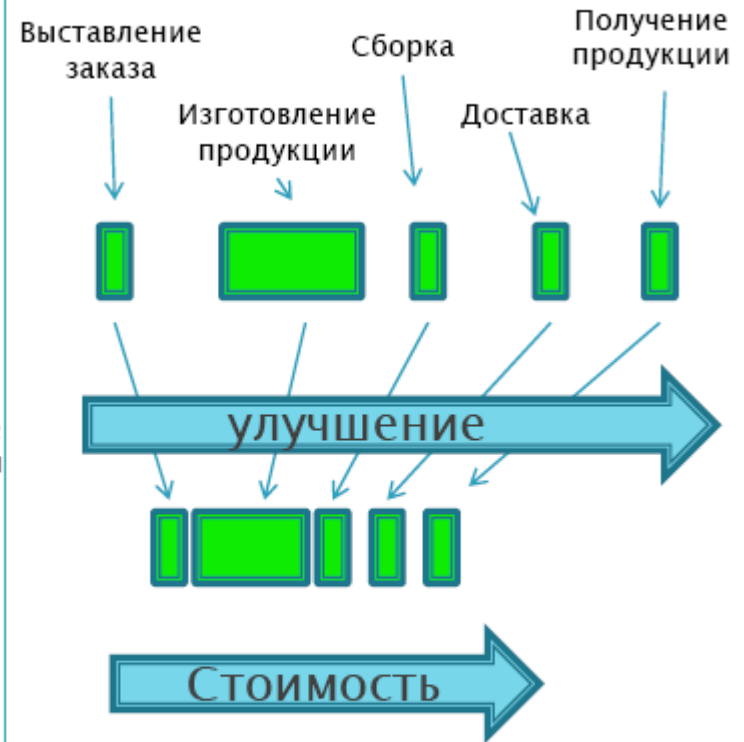 Выставление
заказа
Изготовление
продукции
Сборка
Доставка
Получение
продукции
улучшение
Стоимость